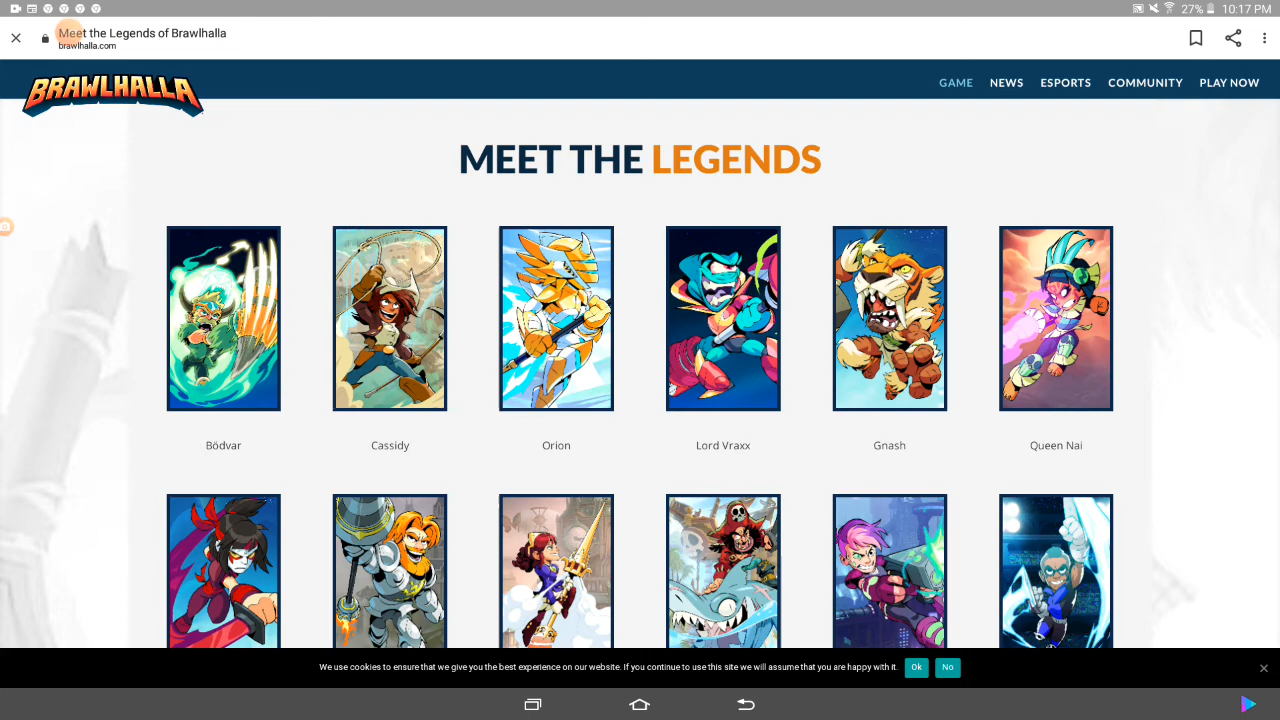 27% 10:17 PM
Meet the Legends of Brawlhalla
brawlhalla.com
BRAWLHALLA
GAME NEWS ESPORTS COMMUNITY PLAY NOW
MEET THE LEGENDS
Bödvar Cassidy Orion Lord Vraxx Gnash Queen Nai
We use cookies to ensure that we give you the best experience on our website. If you continue to use this site we will assume that you are happy with it. Ok No